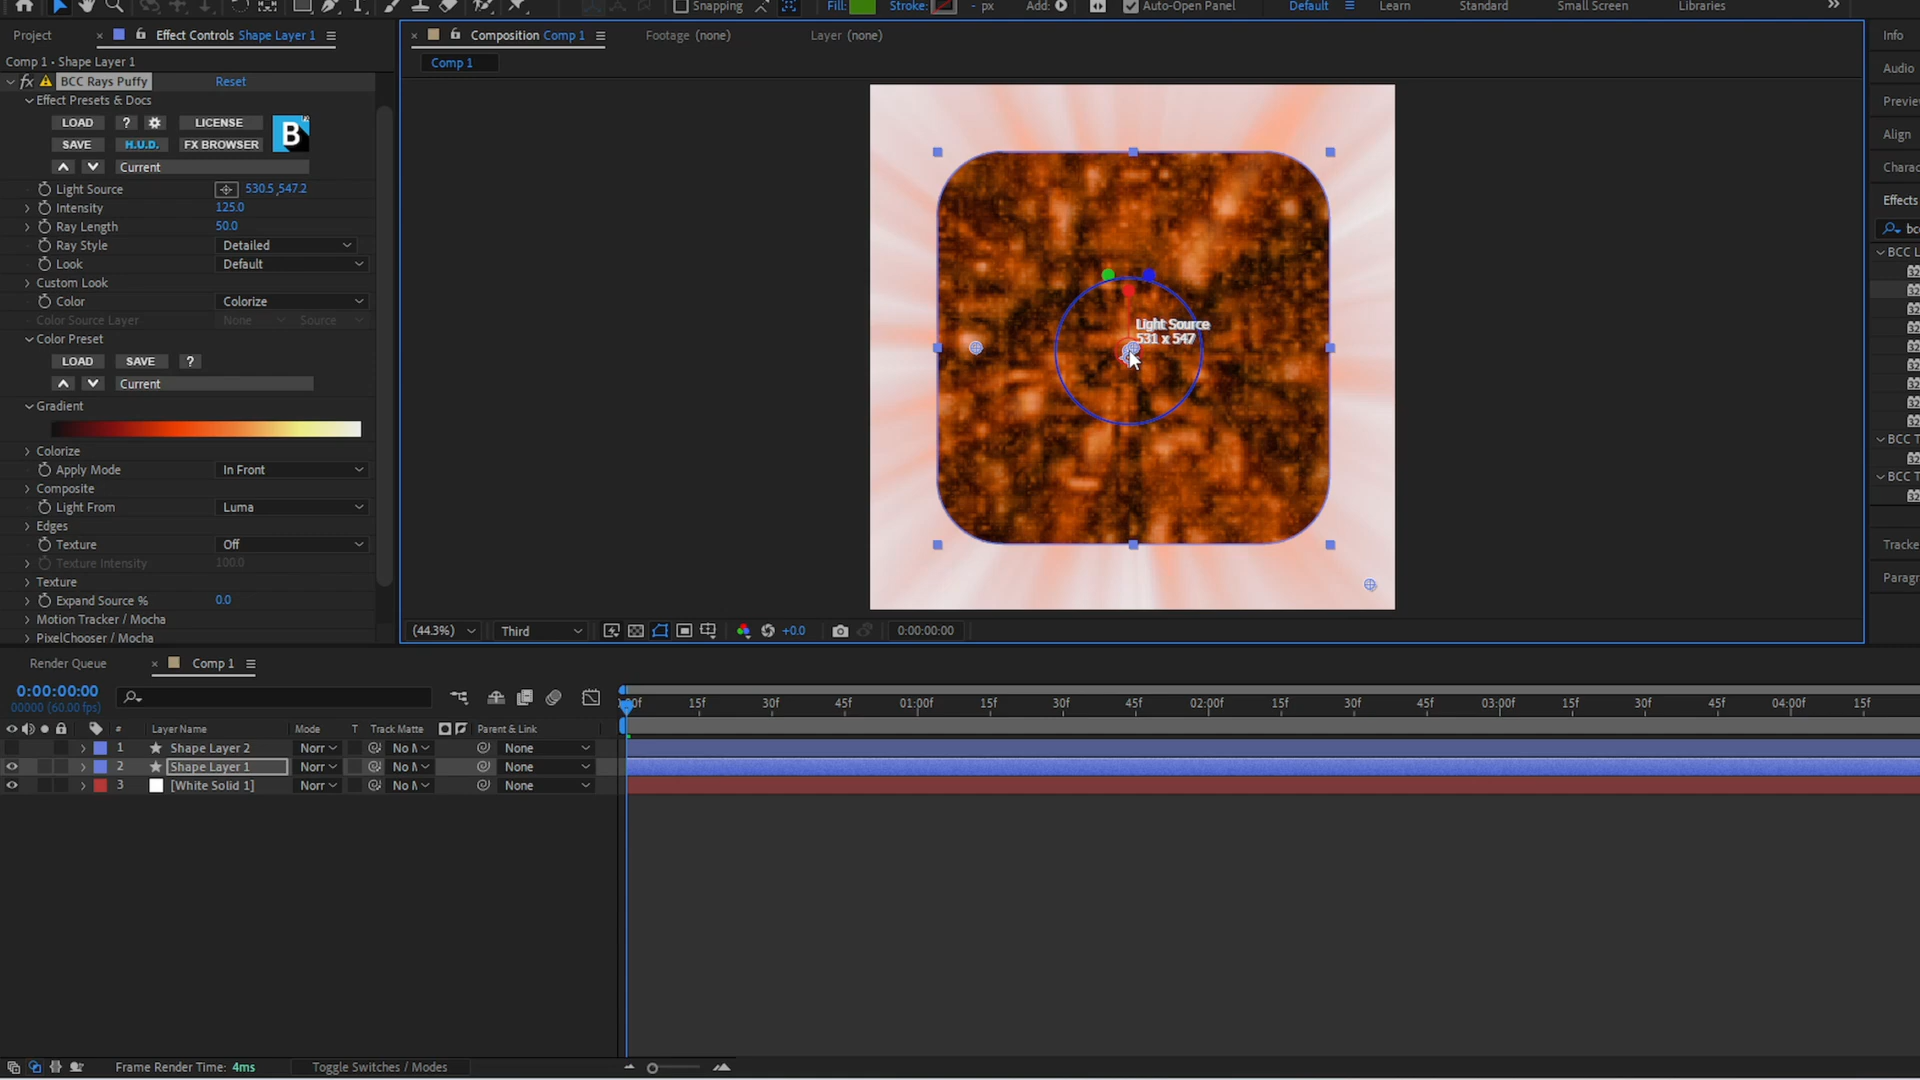 Snapping
Fill:
Stroke:
- px
Add:
Auto-Open Panel
Default
Learn
Standard
Small Screen
Libraries
»
Project
× Effect Controls Shape Layer 1
× Composition Comp 1
Footage (none)
Layer (none)
Info
Comp 1 • Shape Layer 1
Comp 1
Audio
fx BCC Rays Puffy Reset
Effect Presets & Docs
Previe
LOAD ? LICENSE
B
SAVE H.U.D. FX BROWSER
Align
Current
Charac
Light Source 530.5,547.2
Effects
Intensity 125.0
Ray Length 50.0
bc
Ray Style Detailed
BCC L
Look Default
Custom Look
Color Colorize
Color Source Layer None Source
Light Source
531 x 547
Color Preset
LOAD SAVE ?
Current
Gradient
BCC T
Colorize
Apply Mode In Front
BCC T
Composite
Light From Luma
Edges
Texture Off
Tracke
Texture Intensity 100.0
Texture
Paragr
Expand Source % 0.0
Motion Tracker / Mocha
PixelChooser / Mocha
(44.3%)
Third
+0.0
0:00:00:00
Render Queue
× Comp 1
0:00:00:00
00000 (60.00 fps)
:00f 15f 30f 45f 01:00f 15f 30f 45f 02:00f 15f 30f 45f 03:00f 15f 30f 45f 04:00f 15f
# Layer Name Mode T Track Matte Parent & Link
1 Shape Layer 2 Norr No M None
2 Shape Layer 1 Norr No M None
3 [White Solid 1] Norr No M None
Frame Render Time: 4ms
Toggle Switches / Modes